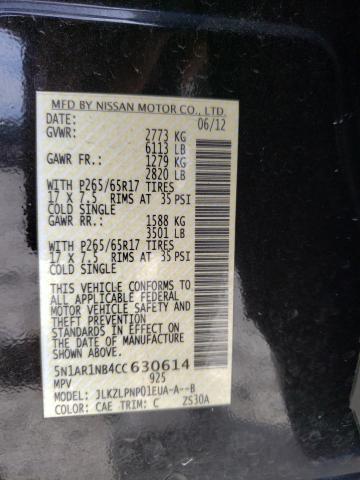 MFD BY NISSAN MOTOR CO., LTD.
DATE: 06/12
GVWR: 2773 KG
6113 LB
GAWR FR.: 1279 KG
2820 LB
WITH P265/65R17 TIRES
17 X 7.5 RIMS AT 35 PSI
COLD SINGLE
GAWR RR.: 1588 KG
3501 LB
WITH P265/65R17 TIRES
17 X 7.5 RIMS AT 35 PSI
COLD SINGLE
THIS VEHICLE CONFORMS TO
ALL APPLICABLE FEDERAL
MOTOR VEHICLE SAFETY AND
THEFT PREVENTION
STANDARDS IN EFFECT ON
THE DATE OF MANUFACTURE
SHOWN ABOVE.
5N1AR1NB4CC630614
MPV 925
MODEL: JLKZLPNP01EUA-A--B
COLOR: CAE TRIM: C ZS30A